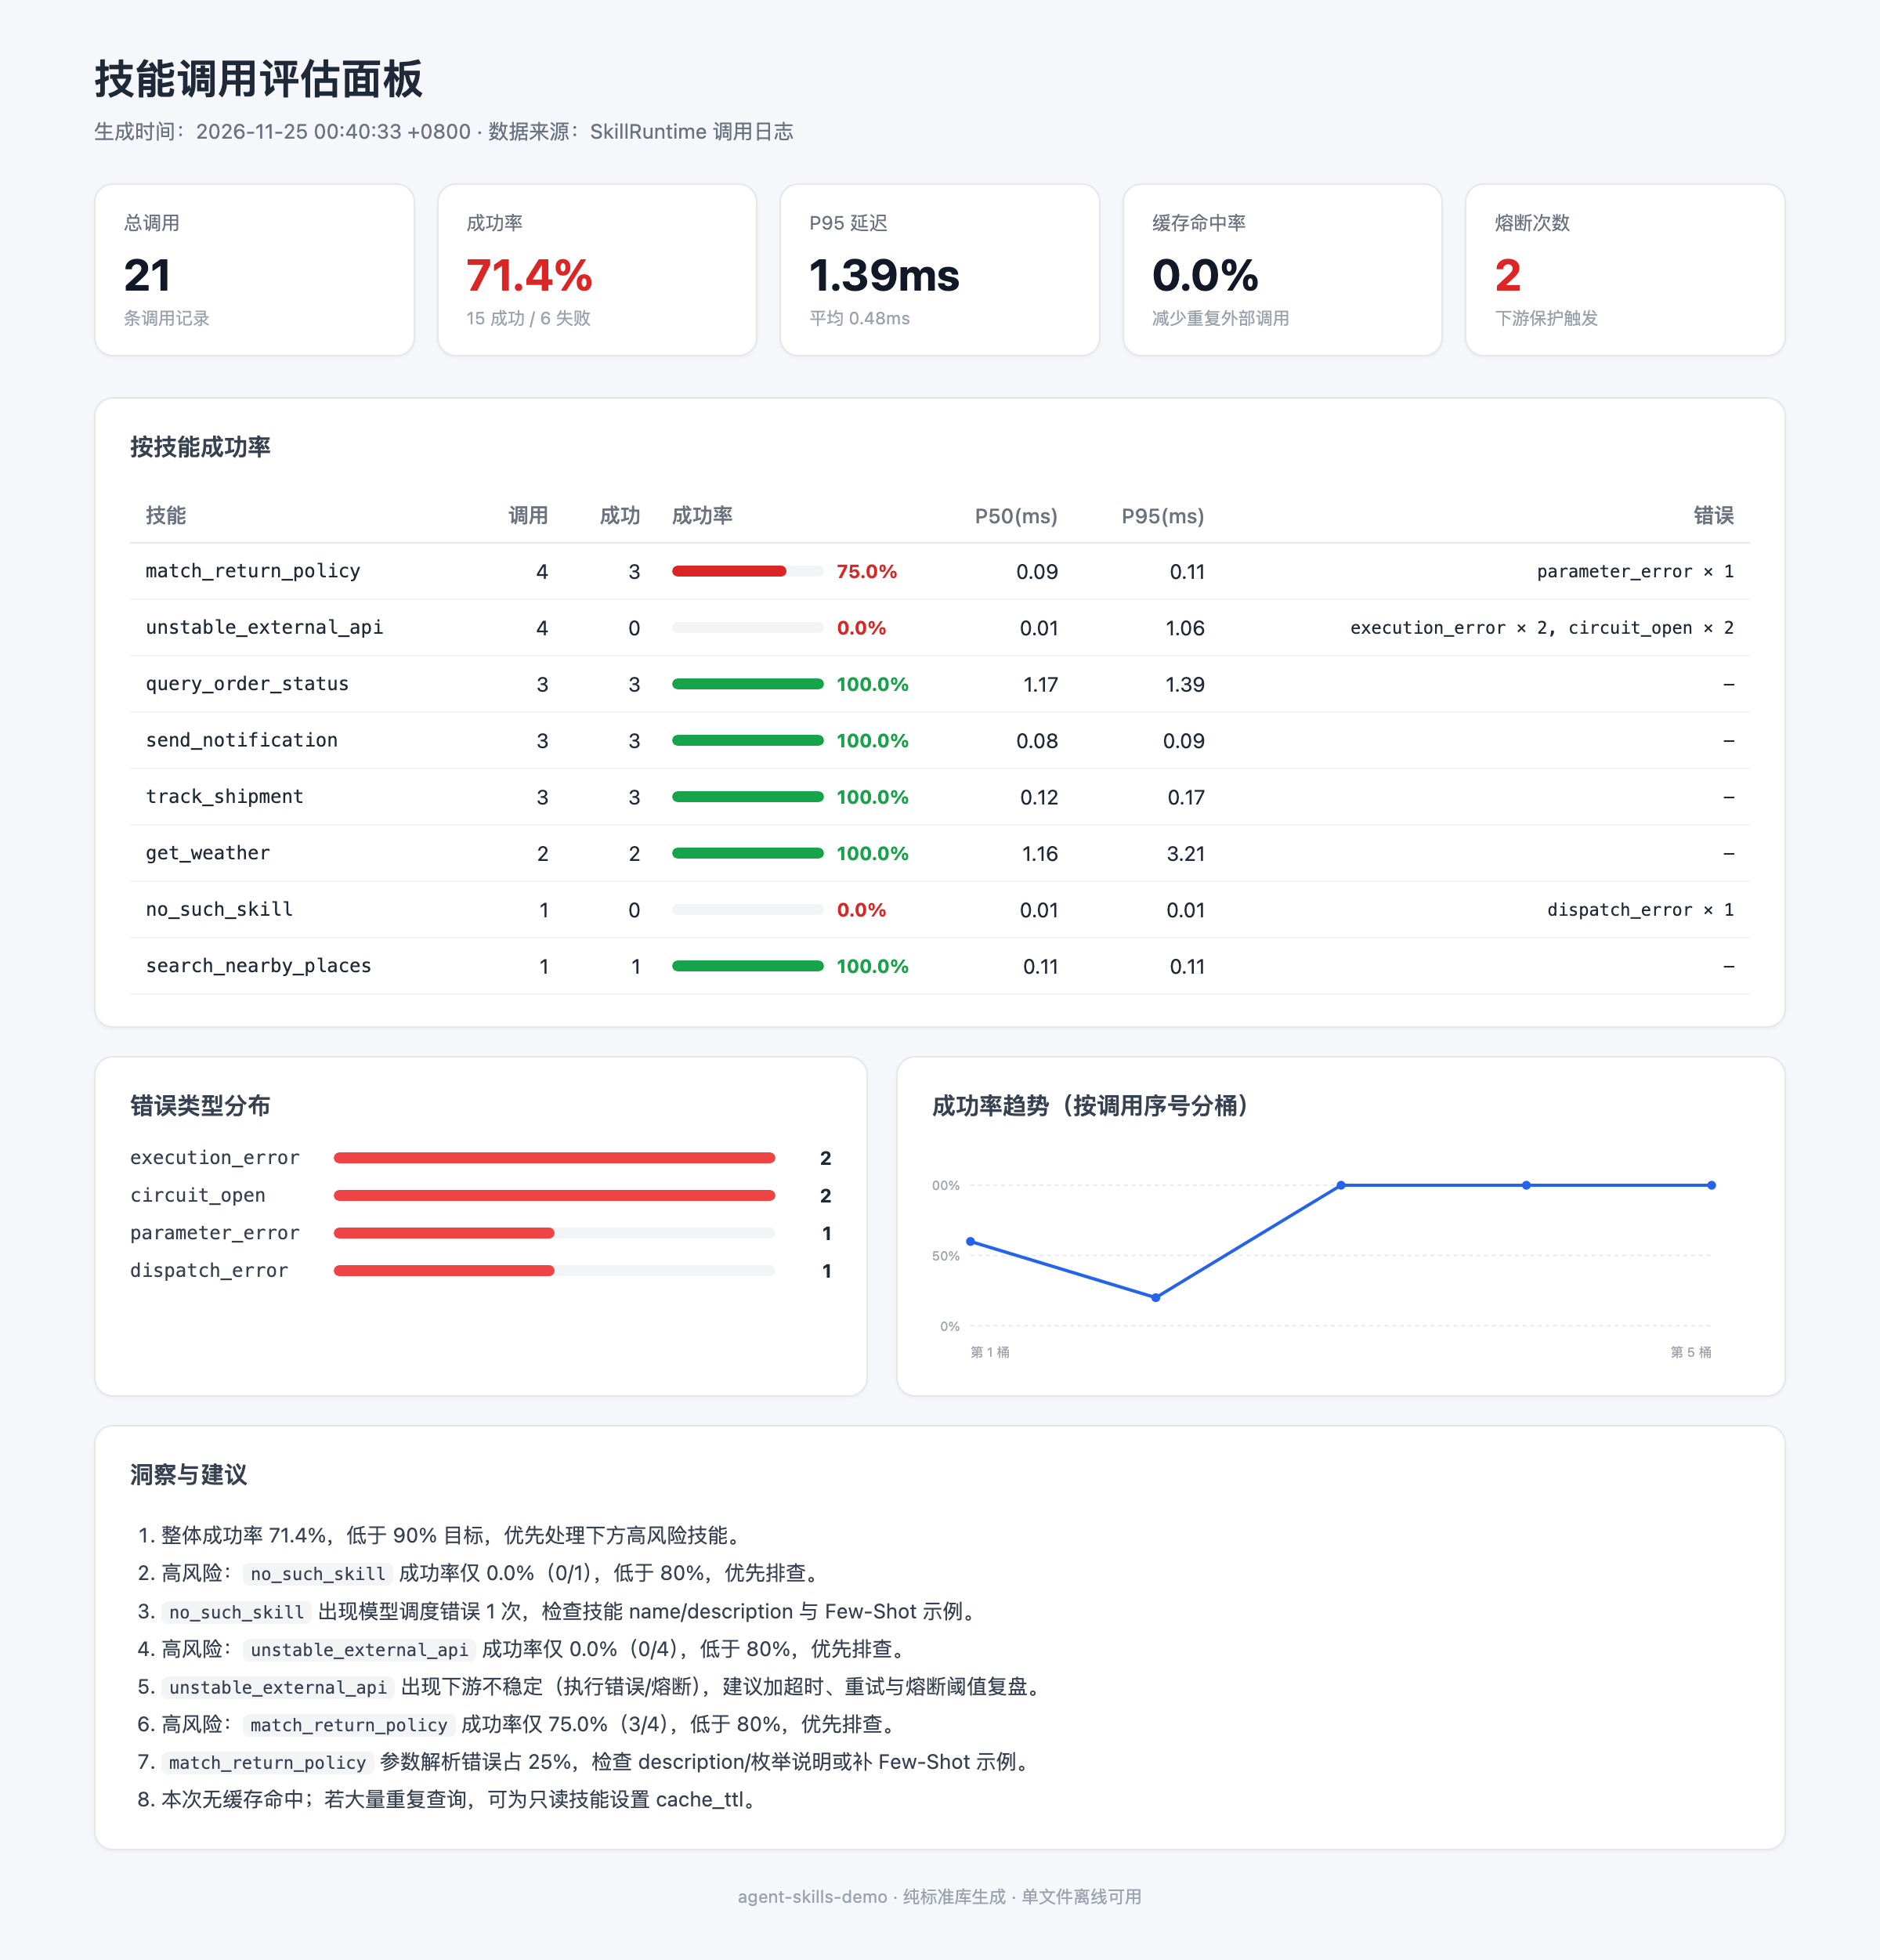 技能调用评估面板
生成时间：2026-11-25 00:40:33 +0800 · 数据来源：SkillRuntime 调用日志
总调用
21
条调用记录
成功率
71.4%
15 成功 / 6 失败
P95 延迟
1.39ms
平均 0.48ms
缓存命中率
0.0%
减少重复外部调用
熔断次数
2
下游保护触发
按技能成功率
技能 调用 成功 成功率 P50(ms) P95(ms) 错误
match_return_policy 4 3 75.0% 0.09 0.11 parameter_error × 1
unstable_external_api 4 0 0.0% 0.01 1.06 execution_error × 2, circuit_open × 2
query_order_status 3 3 100.0% 1.17 1.39 –
send_notification 3 3 100.0% 0.08 0.09 –
track_shipment 3 3 100.0% 0.12 0.17 –
get_weather 2 2 100.0% 1.16 3.21 –
no_such_skill 1 0 0.0% 0.01 0.01 dispatch_error × 1
search_nearby_places 1 1 100.0% 0.11 0.11 –
错误类型分布
execution_error 2
circuit_open 2
parameter_error 1
dispatch_error 1
成功率趋势（按调用序号分桶）
00%
50%
0%
第 1 桶 第 5 桶
洞察与建议
1. 整体成功率 71.4%，低于 90% 目标，优先处理下方高风险技能。
2. 高风险： no_such_skill 成功率仅 0.0%（0/1），低于 80%，优先排查。
3. no_such_skill 出现模型调度错误 1 次，检查技能 name/description 与 Few-Shot 示例。
4. 高风险： unstable_external_api 成功率仅 0.0%（0/4），低于 80%，优先排查。
5. unstable_external_api 出现下游不稳定（执行错误/熔断），建议加超时、重试与熔断阈值复盘。
6. 高风险： match_return_policy 成功率仅 75.0%（3/4），低于 80%，优先排查。
7. match_return_policy 参数解析错误占 25%，检查 description/枚举说明或补 Few-Shot 示例。
8. 本次无缓存命中；若大量重复查询，可为只读技能设置 cache_ttl。
agent-skills-demo · 纯标准库生成 · 单文件离线可用